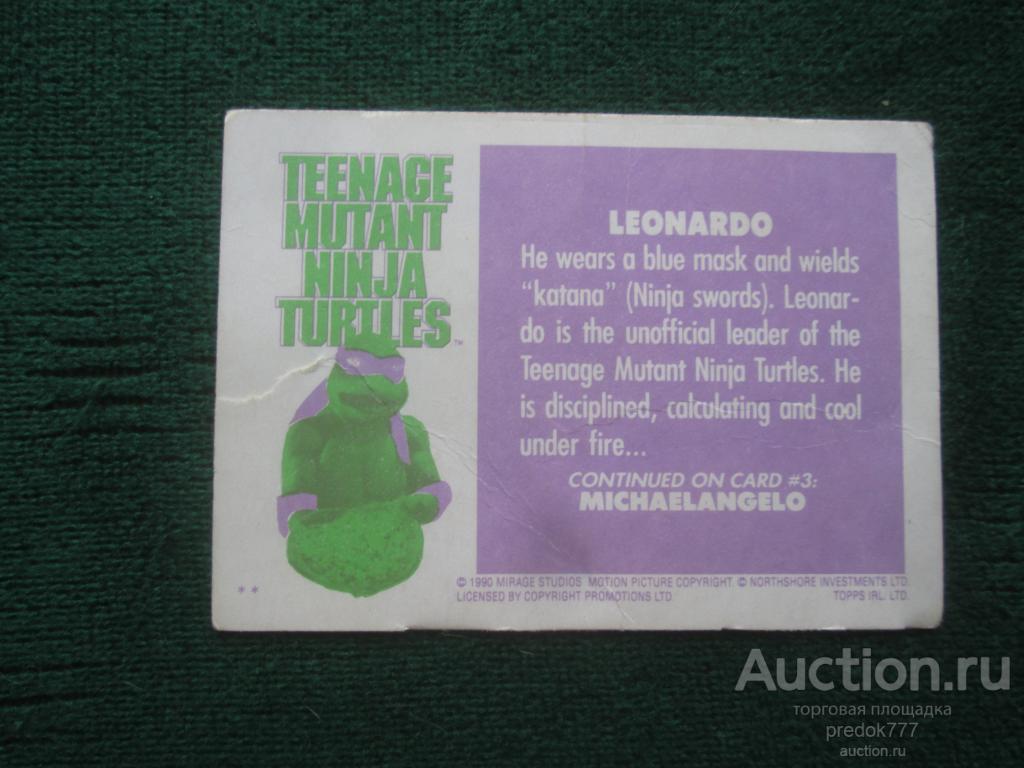 TEENAGE
MUTANT
NINJA
TURTLES™
LEONARDO
He wears a blue mask and wields
“katana” (Ninja swords). Leonar-
do is the unofficial leader of the
Teenage Mutant Ninja Turtles. He
is disciplined, calculating and cool
under fire...
CONTINUED ON CARD #3:
MICHAELANGELO
**
© 1990 MIRAGE STUDIOS MOTION PICTURE COPYRIGHT © NORTHSHORE INVESTMENTS LTD.
LICENSED BY COPYRIGHT PROMOTIONS LTD. TOPPS IRL. LTD.
Auction.ru
торговая площадка
predok777
auction.ru